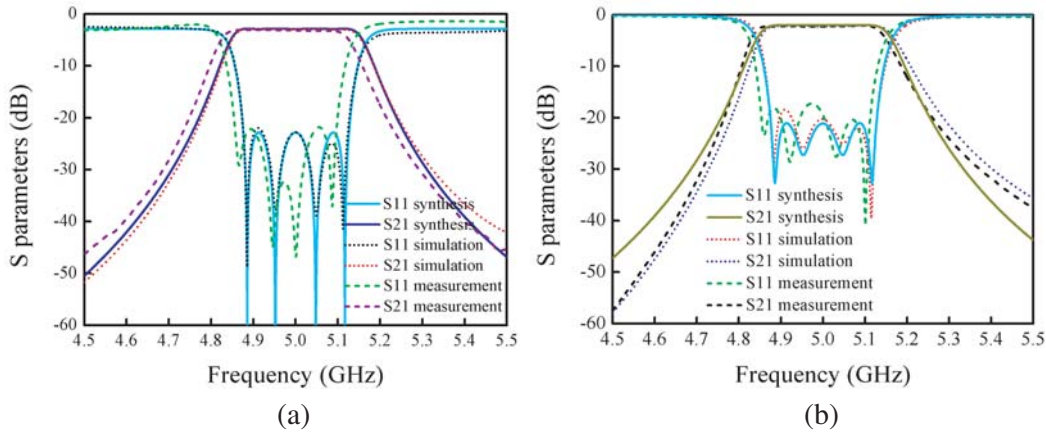 0
-10
-20
-30
-40
-50
-60
S parameters (dB)
S11 synthesis
S21 synthesis
S11 simulation
S21 simulation
S11 measurement
S21 measurement
4.5 4.6 4.7 4.8 4.9 5.0 5.1 5.2 5.3 5.4 5.5
Frequency (GHz)
(a)
0
-10
-20
-30
-40
-50
-60
S parameters (dB)
S11 synthesis
S21 synthesis
S11 simulation
S21 simulation
S11 measurement
S21 measurement
4.5 4.6 4.7 4.8 4.9 5.0 5.1 5.2 5.3 5.4 5.5
Frequency (GHz)
(b)